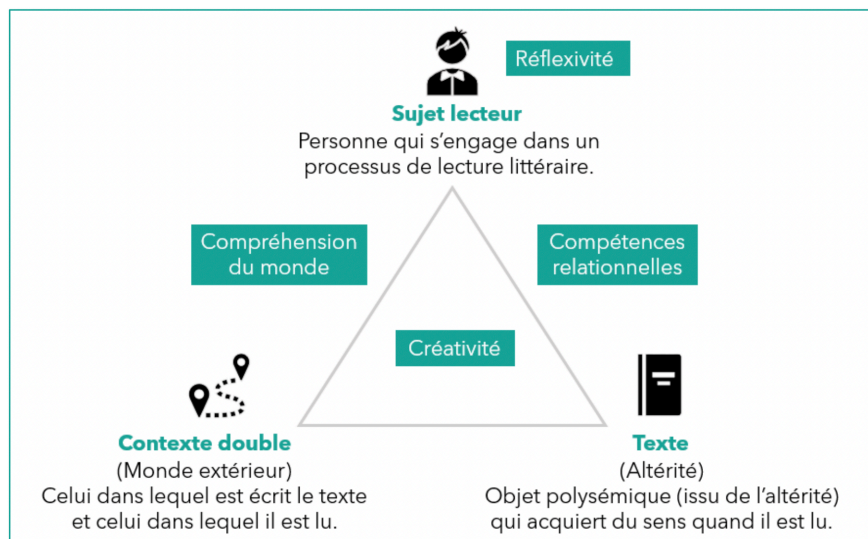 Réflexivité
Sujet lecteur
Personne qui s’engage dans un
processus de lecture littéraire.
Compréhension
du monde
Compétences
relationnelles
Créativité
Contexte double
(Monde extérieur)
Celui dans lequel est écrit le texte
et celui dans lequel il est lu.
Texte
(Altérité)
Objet polysémique (issu de l’altérité)
qui acquiert du sens quand il est lu.